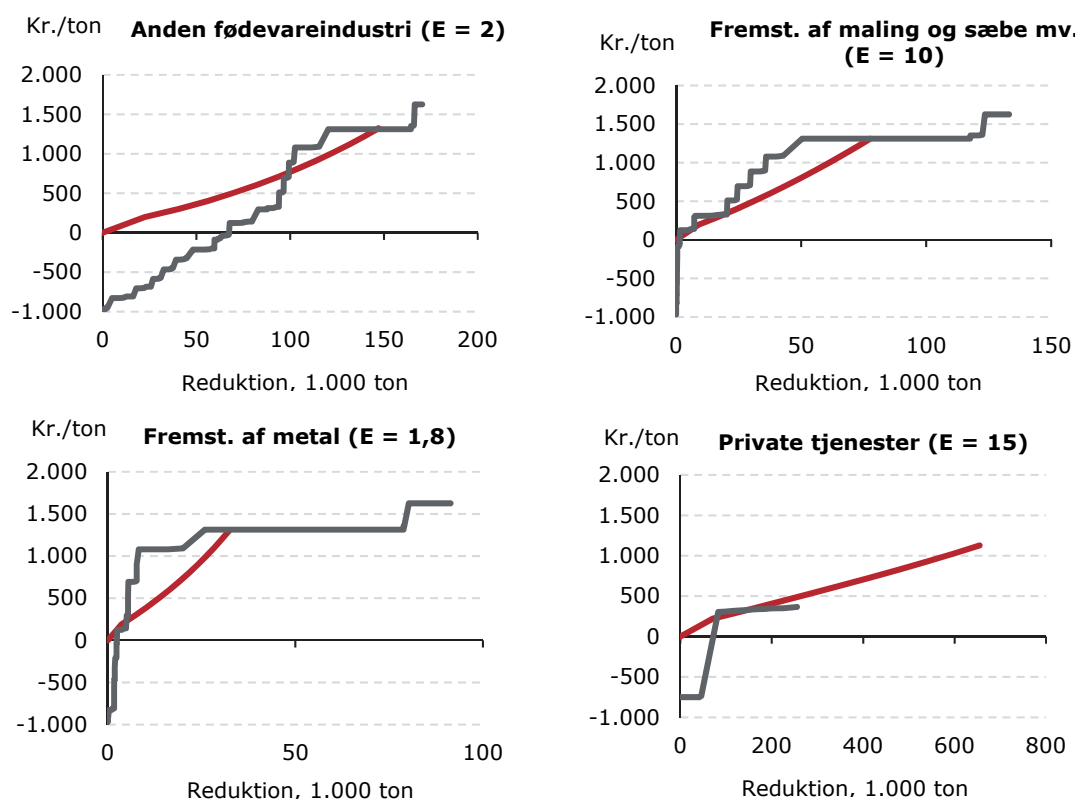 Kr./ton
Anden fødevareindustri (E = 2)
2.000
1.500
1.000
500
0
-500
-1.000
0 50 100 150 200
Reduktion, 1.000 ton
Kr./ton
Fremst. af maling og sæbe mv.
(E = 10)
2.000
1.500
1.000
500
0
-500
-1.000
0 50 100 150
Reduktion, 1.000 ton
Kr./ton
Fremst. af metal (E = 1,8)
2.000
1.500
1.000
500
0
-500
-1.000
0 50 100
Reduktion, 1.000 ton
Kr./ton
Private tjenester (E = 15)
2.000
1.500
1.000
500
0
-500
-1.000
0 200 400 600 800
Reduktion, 1.000 ton